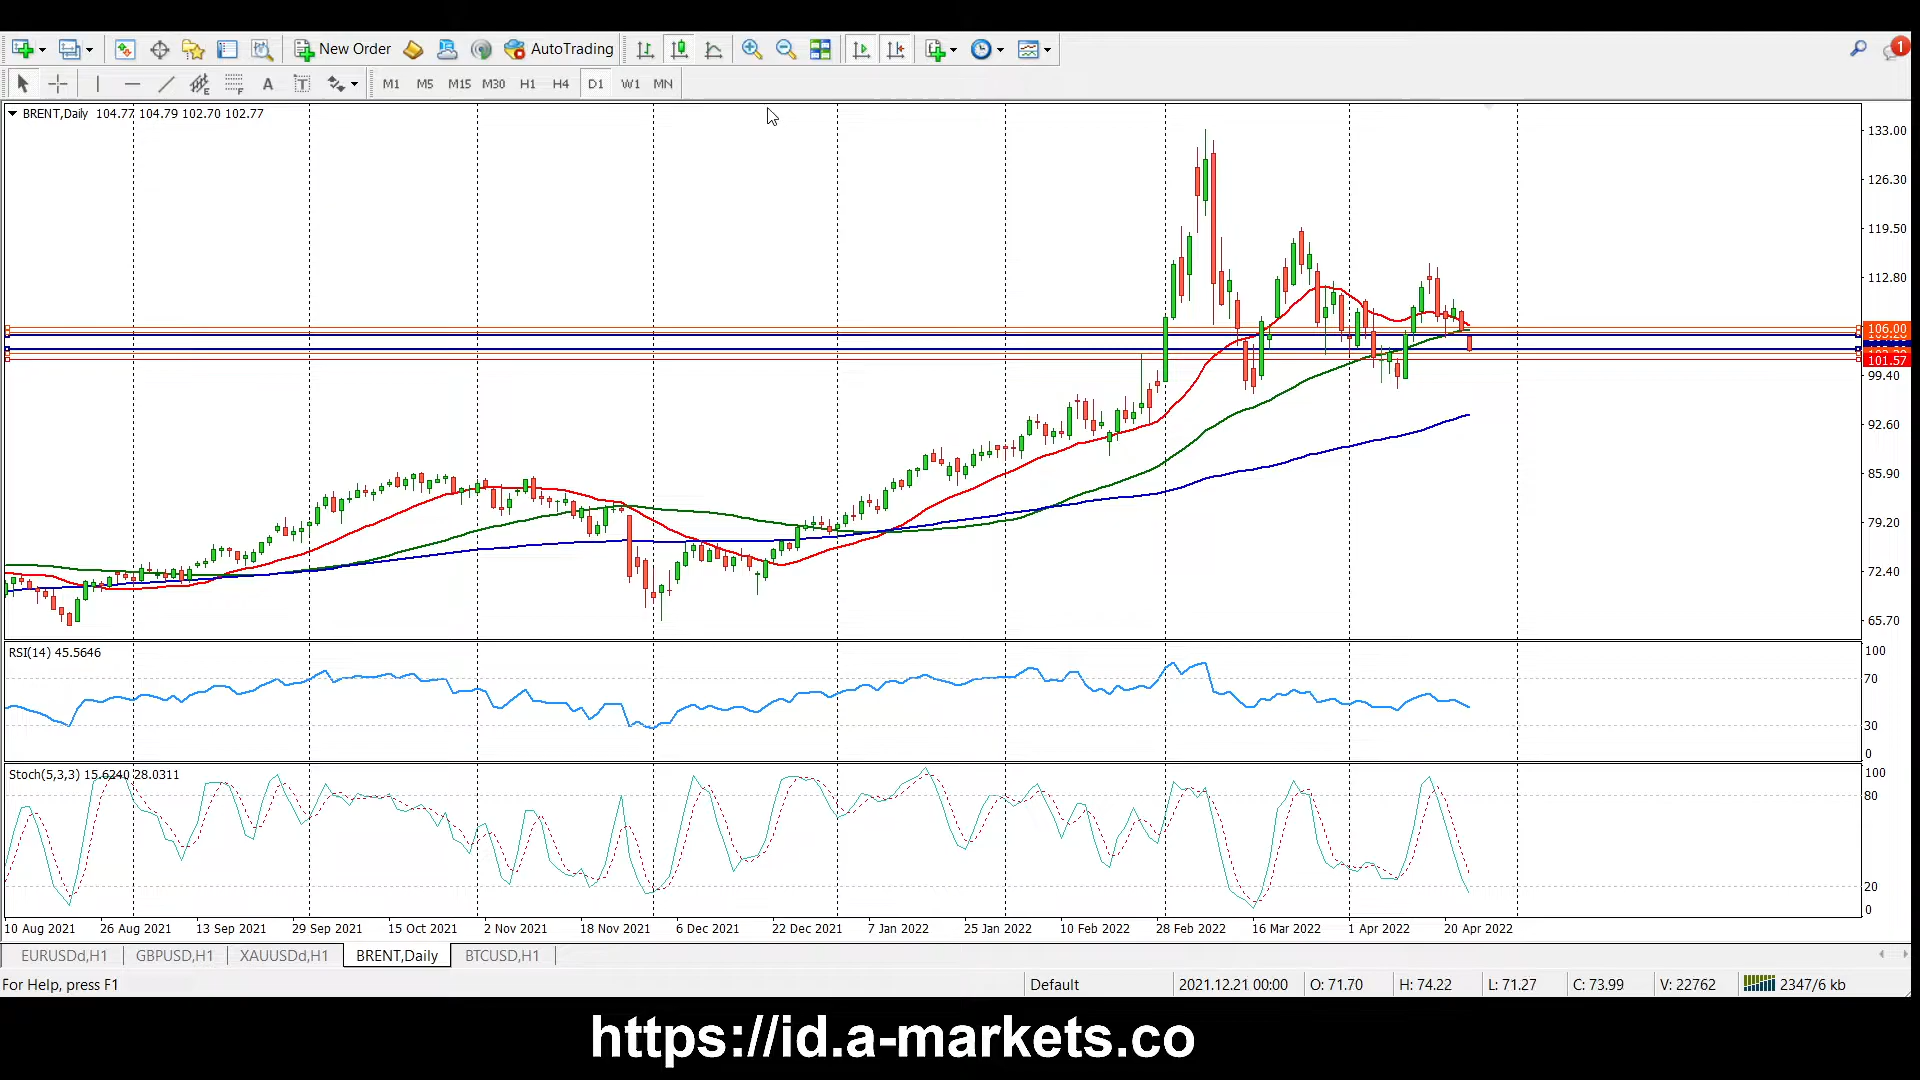 New Order AutoTrading
A T M1 M5 M15 M30 H1 H4 D1 W1 MN
BRENT,Daily 104.77 104.79 102.70 102.77
133.00
126.30
119.50
112.80
106.00
101.57
99.40
92.60
85.90
79.20
72.40
65.70
RSI(14) 45.5646
100
70
30
0
Stoch(5,3,3) 15.6240 28.0311
100
80
20
0
10 Aug 2021 26 Aug 2021 13 Sep 2021 29 Sep 2021 15 Oct 2021 2 Nov 2021 18 Nov 2021 6 Dec 2021 22 Dec 2021 7 Jan 2022 25 Jan 2022 10 Feb 2022 28 Feb 2022 16 Mar 2022 1 Apr 2022 20 Apr 2022
EURUSDd,H1 GBPUSD,H1 XAUUSDd,H1 BRENT,Daily BTCUSD,H1
For Help, press F1 Default 2021.12.21 00:00 O: 71.70 H: 74.22 L: 71.27 C: 73.99 V: 22762 2347/6 kb
https://id.a-markets.co